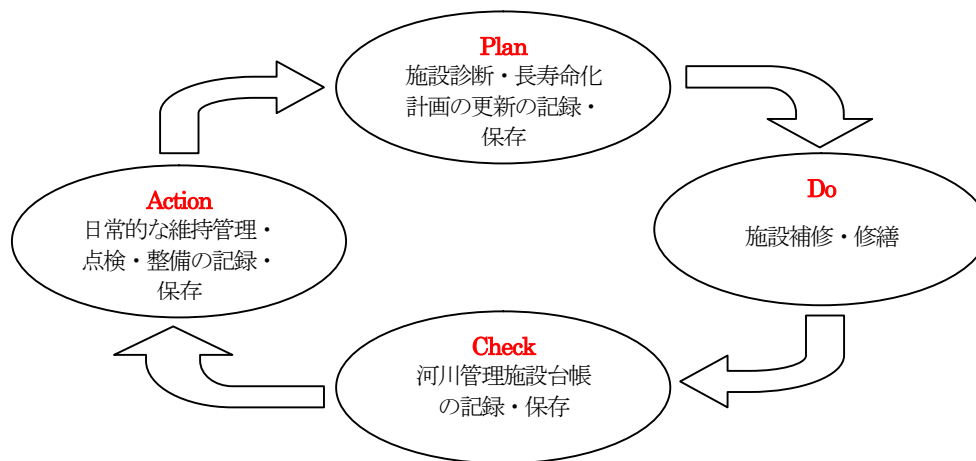 Plan
施設診断・長寿命化
計画の更新の記録・
保存
Do
施設補修・修繕
Check
河川管理施設台帳
の記録・保存
Action
日常的な維持管理・
点検・整備の記録・
保存